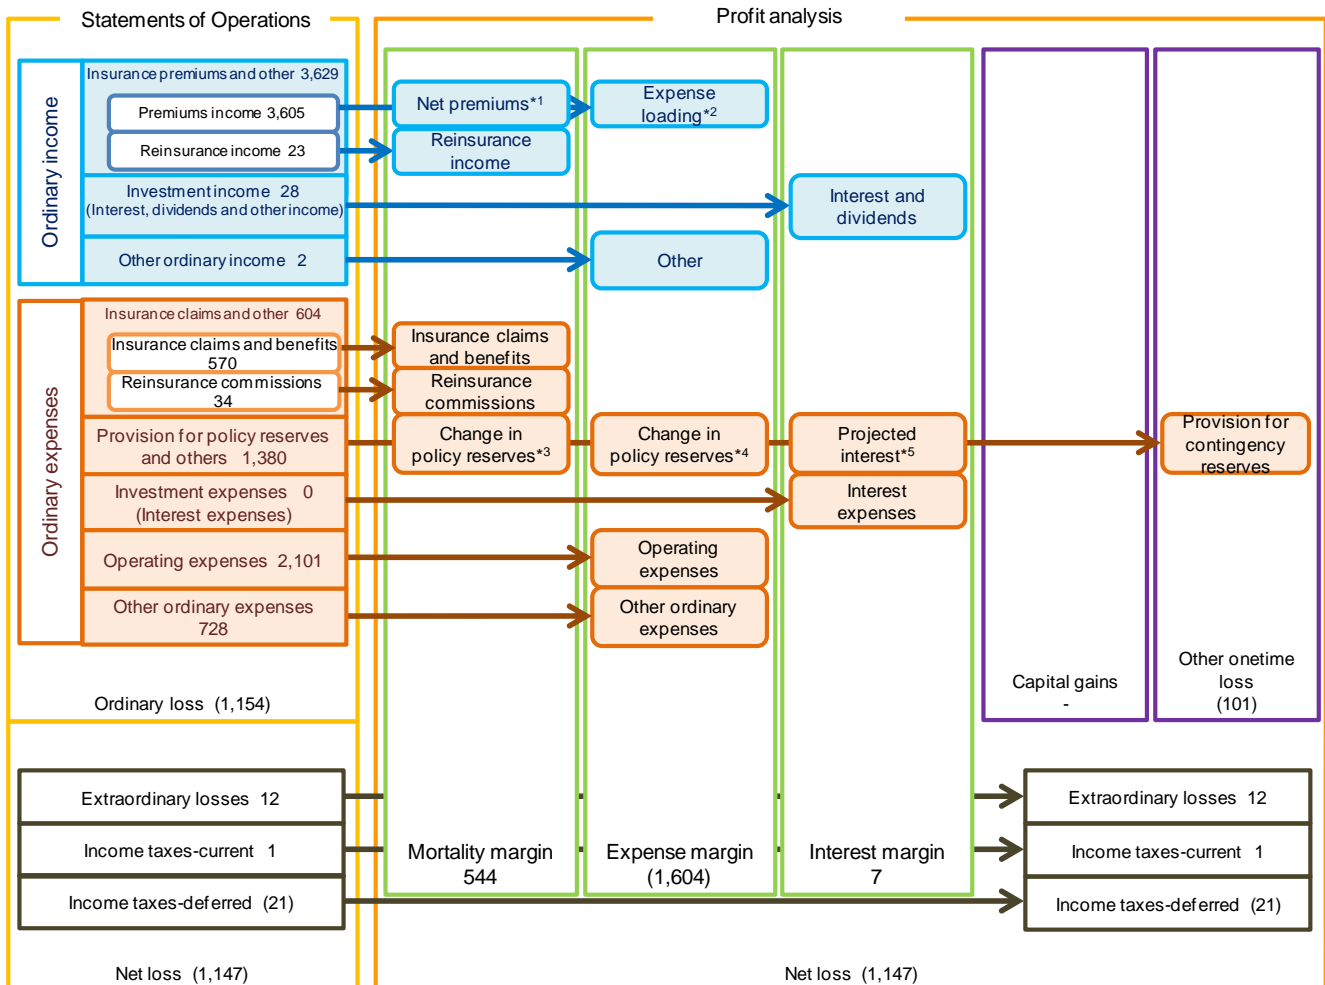 Statements of Operations
Profit analysis
Ordinary income
Insurance premiums and other 3,629
Premiums income 3,605
Reinsurance income 23
Investment income 28
(Interest, dividends and other income)
Other ordinary income 2
Net premiums*1
Expense
loading*2
Reinsurance
income
Interest and
dividends
Other
Ordinary expenses
Insurance claims and other 604
Insurance claims and benefits
570
Reinsurance commissions
34
Provision for policy reserves
and others 1,380
Investment expenses 0
(Interest expenses)
Operating expenses 2,101
Other ordinary expenses
728
Insurance claims
and benefits
Reinsurance
commissions
Change in
policy reserves*3
Change in
policy reserves*4
Projected
interest*5
Provision for
contingency
reserves
Interest
expenses
Operating
expenses
Other ordinary
expenses
Ordinary loss (1,154)
Capital gains
-
Other onetime
loss
(101)
Extraordinary losses 12
Income taxes-current 1
Income taxes-deferred (21)
Mortality margin
544
Expense margin
(1,604)
Interest margin
7
Extraordinary losses 12
Income taxes-current 1
Income taxes-deferred (21)
Net loss (1,147)
Net loss (1,147)